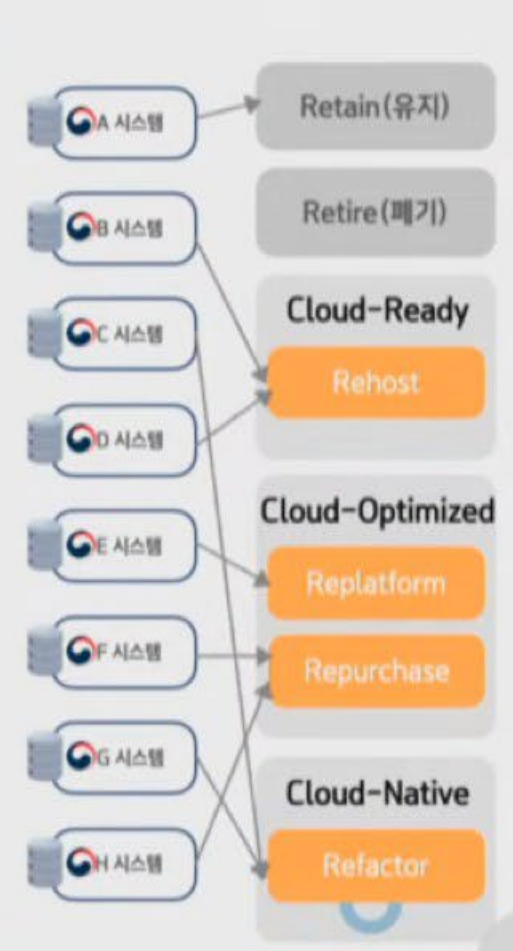 A 시스템
Retain(유지)
B 시스템
Retire(폐기)
C 시스템
Cloud-Ready
Rehost
D 시스템
Cloud-Optimized
E 시스템
Replatform
F 시스템
Repurchase
G 시스템
Cloud-Native
H 시스템
Refactor